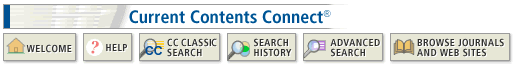 Current Contents Connect®
WELCOME
? HELP
CC CC CLASSIC
SEARCH
SEARCH
HISTORY
ADVANCED
SEARCH
BROWSE JOURNALS
AND WEB SITES